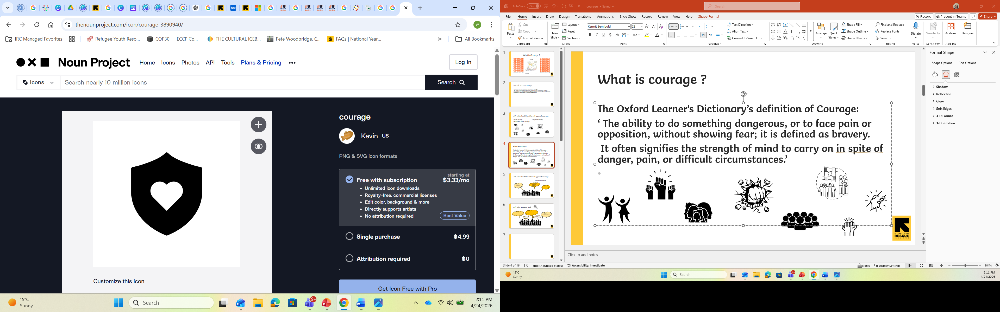 thenounproject.com/icon/courage-3890940/
W
IRC Managed Favorites
Refugee Youth Reso...
COP30 — ECCP Co...
THE CULTURAL ICEB...
Pete Woodbridge, C...
FAQs | National Year...
All Bookmarks
Noun Project
Home
Icons
Photos
API
Tools
Plans & Pricing
Log In
Icons
Search nearly 10 million icons
Search
courage
Kevin US
PNG & SVG icon formats
starting at
Free with subscription $3.33/mo
• Unlimited icon downloads
• Royalty-free, commercial licenses
• Edit color, background & more
• Directly supports artists
• No attribution required
Best Value
Single purchase $4.99
Attribution required $0
Get Icon Free with Pro
Customize this icon
15°C
Sunny
Search
9+
2:11 PM
4/24/2026
AutoSave On
courage • Saved
Search
File Home Insert Draw Design Transitions Animations Slide Show Record Review View Help Shape Format
Record
Present in Teams
Share
Paste
Cut
Copy
Format Painter
Clipboard
New
Slide
Layout
Reset
Section
Slides
Kermit Semibold
28
Font
Text Direction
Align Text
Convert to SmartArt
Paragraph
Arrange
Quick
Styles
Shape Fill
Shape Outline
Shape Effects
Drawing
Find and Replace
Replace Fonts
Select
Editing
Dictate
Voice
Sensitivity
Sensitivity
Add-ins
Add-ins
Designer
1
What is Courage ?
COURAGE
2
Lets talk about courage
3
Let's talk about the different types of courage
4
What is courage ?
5
Let's talk about the different types of courage
• physical courage
6
Let's take a deeper look
7
What is courage ?
The Oxford Learner's Dictionary’s definition of Courage:
‘ The ability to do something dangerous, or to face pain or
opposition, without showing fear; it is defined as bravery.
It often signifies the strength of mind to carry on in spite of
danger, pain, or difficult circumstances.’
INTERNATIONAL
RESCUE
COMMITTEE
Format Shape
Shape Options
Text Options
Shadow
Reflection
Glow
Soft Edges
3-D Format
3-D Rotation
Click to add notes
Slide 4 of 16
English (United States)
Accessibility: Investigate
Notes
Display Settings
104%
15°C
Sunny
Search
9+
2:11 PM
4/24/2026